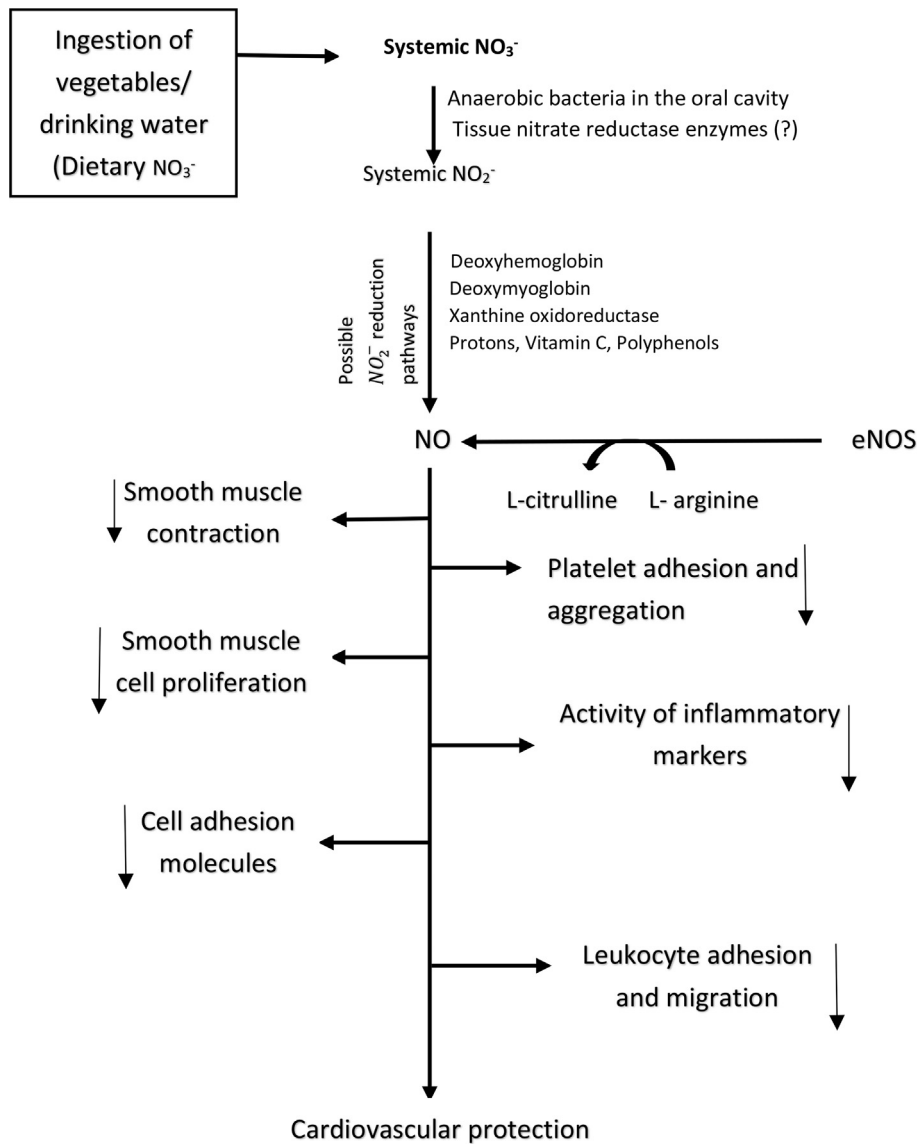 Ingestion of
vegetables/
drinking water
(Dietary NO₃⁻
Systemic NO₃⁻
Anaerobic bacteria in the oral cavity
Tissue nitrate reductase enzymes (?)
Systemic NO₂⁻
Possible
NO₂⁻ reduction
pathways
Deoxyhemoglobin
Deoxymyoglobin
Xanthine oxidoreductase
Protons, Vitamin C, Polyphenols
NO
eNOS
L-citrulline
L- arginine
Smooth muscle
contraction
Platelet adhesion and
aggregation
Smooth muscle
cell proliferation
Activity of inflammatory
markers
Cell adhesion
molecules
Leukocyte adhesion
and migration
Cardiovascular protection